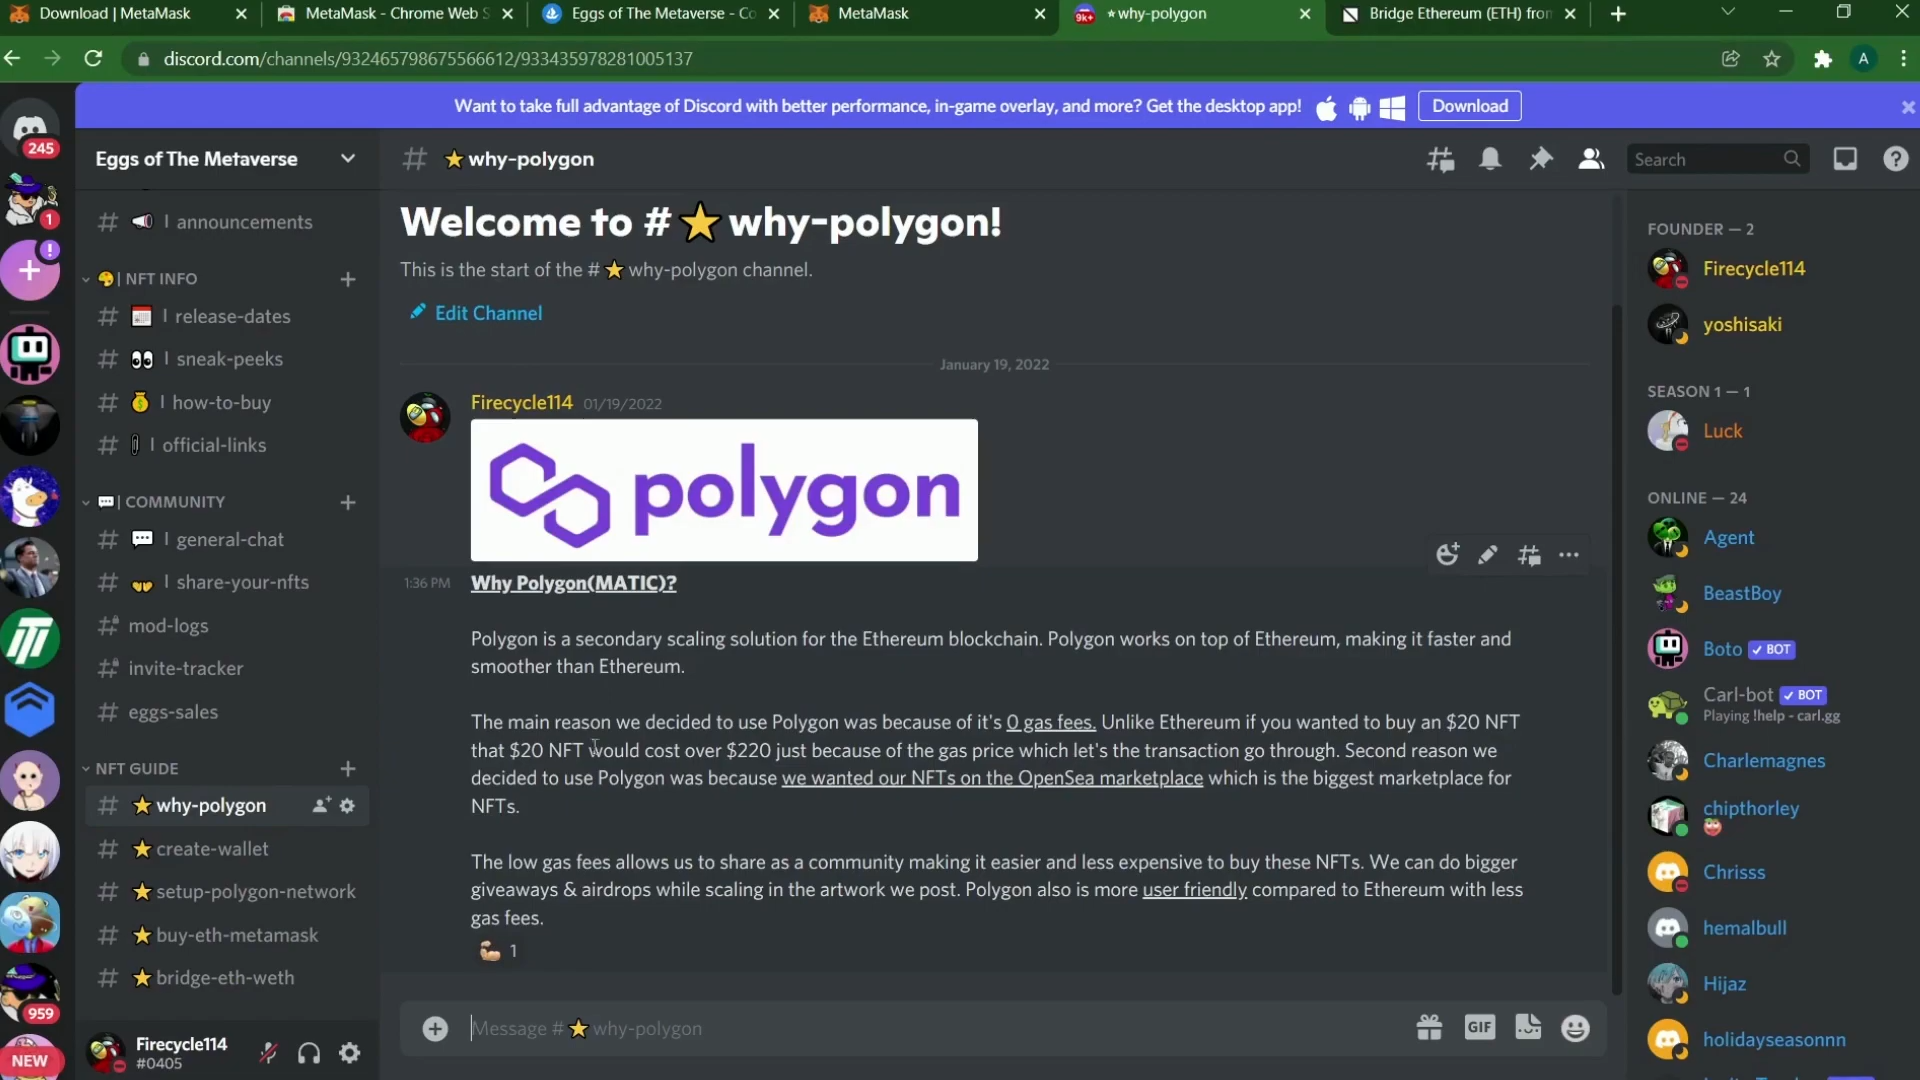 Download | MetaMask
MetaMask - Chrome Web S
Eggs of The Metaverse - Co
MetaMask
9k+
why-polygon
Bridge Ethereum (ETH) from
discord.com/channels/932465798675566612/933435978281005137
A
Want to take full advantage of Discord with better performance, in-game overlay, and more? Get the desktop app!
Download
245
1
!
959
NEW
Eggs of The Metaverse
announcements
| NFT INFO
release-dates
sneak-peeks
how-to-buy
official-links
| COMMUNITY
general-chat
share-your-nfts
mod-logs
invite-tracker
eggs-sales
NFT GUIDE
why-polygon
create-wallet
setup-polygon-network
buy-eth-metamask
bridge-eth-weth
Firecycle114
#0405
# ⭐why-polygon
Search
Welcome to #⭐why-polygon!
This is the start of the #⭐why-polygon channel.
Edit Channel
January 19, 2022
Firecycle114 01/19/2022
polygon
1:36 PM
Why Polygon(MATIC)?
Polygon is a secondary scaling solution for the Ethereum blockchain. Polygon works on top of Ethereum, making it faster and
smoother than Ethereum.
The main reason we decided to use Polygon was because of it's 0 gas fees. Unlike Ethereum if you wanted to buy an $20 NFT
that $20 NFT would cost over $220 just because of the gas price which let's the transaction go through. Second reason we
decided to use Polygon was because we wanted our NFTs on the OpenSea marketplace which is the biggest marketplace for
NFTs.
The low gas fees allows us to share as a community making it easier and less expensive to buy these NFTs. We can do bigger
giveaways & airdrops while scaling in the artwork we post. Polygon also is more user friendly compared to Ethereum with less
gas fees.
1
Message #⭐why-polygon
GIF
FOUNDER — 2
Firecycle114
yoshisaki
SEASON 1 — 1
Luck
ONLINE — 24
Agent
BeastBoy
Boto ✓ BOT
Carl-bot ✓ BOT
Playing !help - carl.gg
Charlemagnes
chipthorley
Chrisss
hemalbull
Hijaz
holidayseasonnn